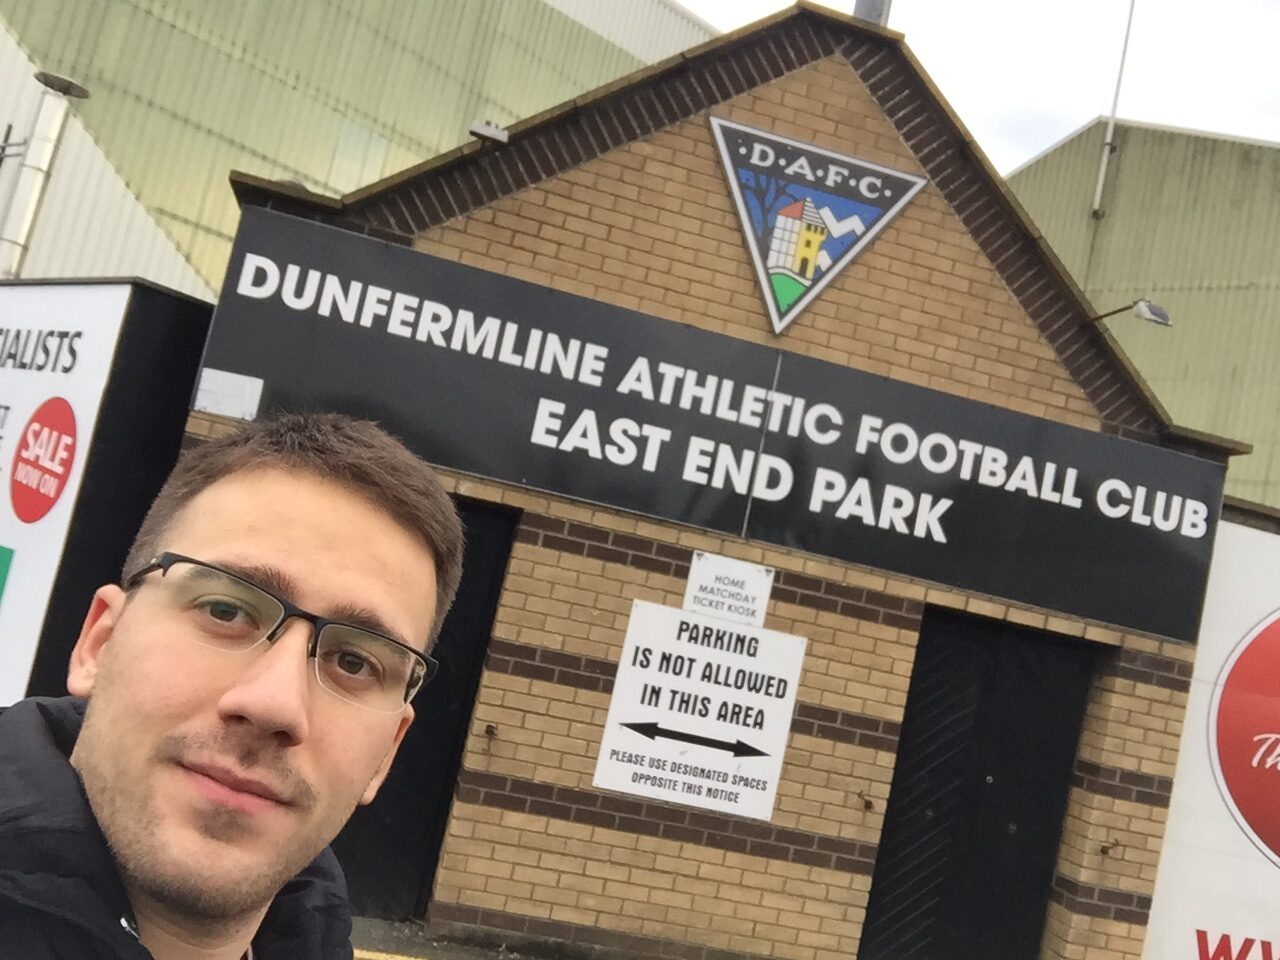 ·D·A·F·C·
DUNFERMLINE ATHLETIC FOOTBALL CLUB
EAST END PARK
IALISTS
SALE
NOW ON
HOME
MATCHDAY
TICKET KIOSK
PARKING
IS NOT ALLOWED
IN THIS AREA
PLEASE USE DESIGNATED SPACES
OPPOSITE THIS NOTICE
Th